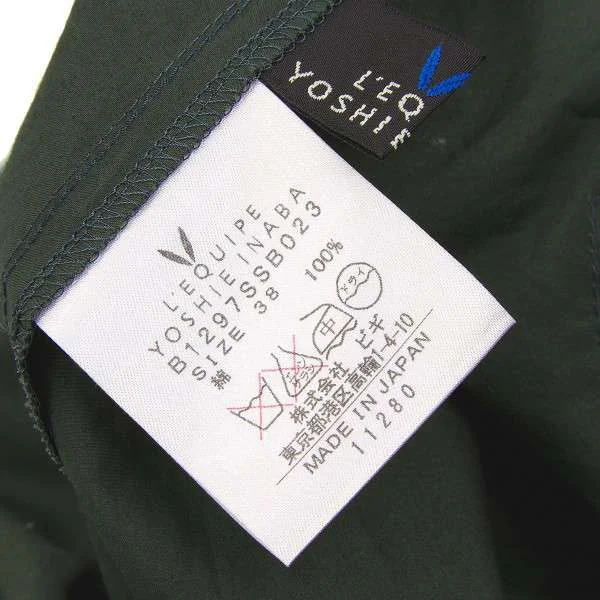 L'EQ
YOSHIE
L'EQUIPE
YOSHIE INABA
B1297SSB023
SIZE 38
綿 100%
中
ドライ
株式会社 ビギ
東京都港区高輪1-4-10
MADE IN JAPAN
11280